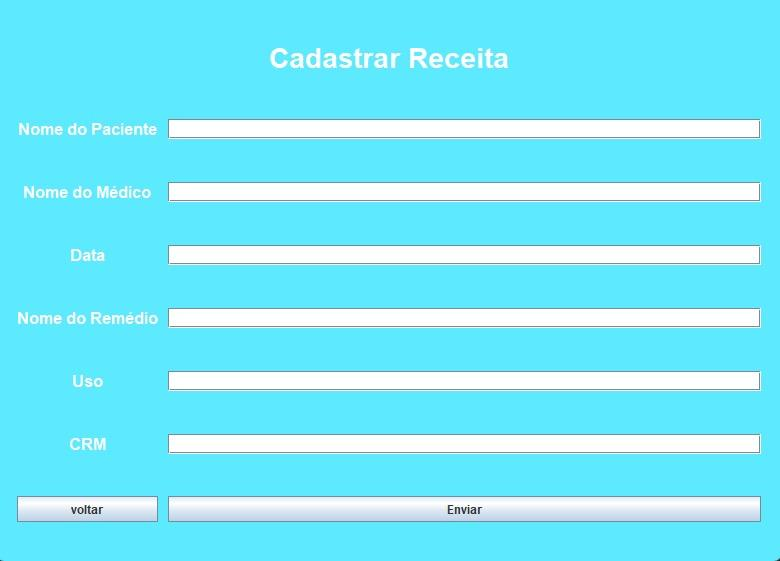 Cadastrar Receita
Nome do Paciente
Nome do Médico
Data
Nome do Remédio
Uso
CRM
voltar Enviar